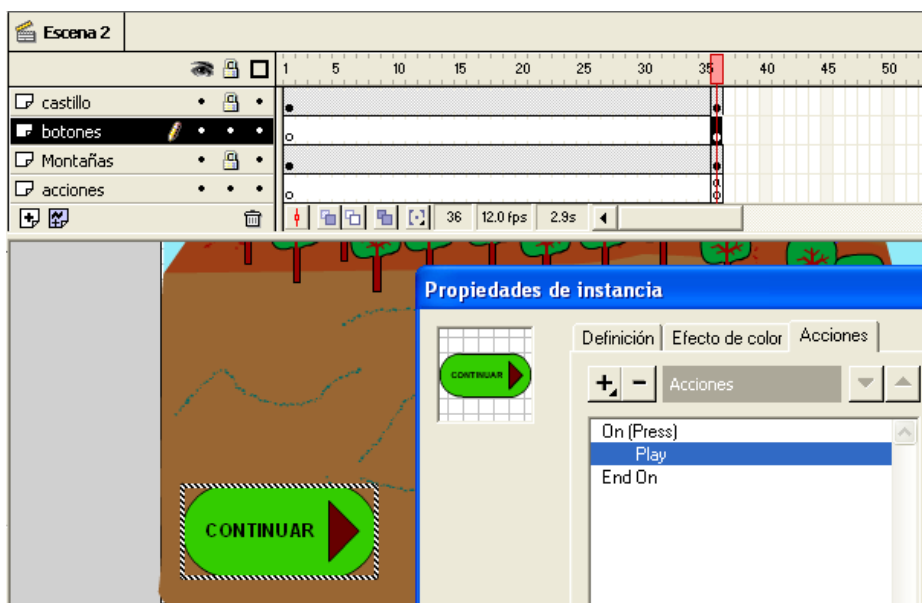 Escena 2
1 5 10 15 20 25 30 35 40 45 50
castillo
botones
Montañas
acciones
36 12.0 fps 2.9s
Propiedades de instancia
Definición Efecto de color Acciones
CONTINUAR
Acciones
On (Press)
Play
End On
CONTINUAR